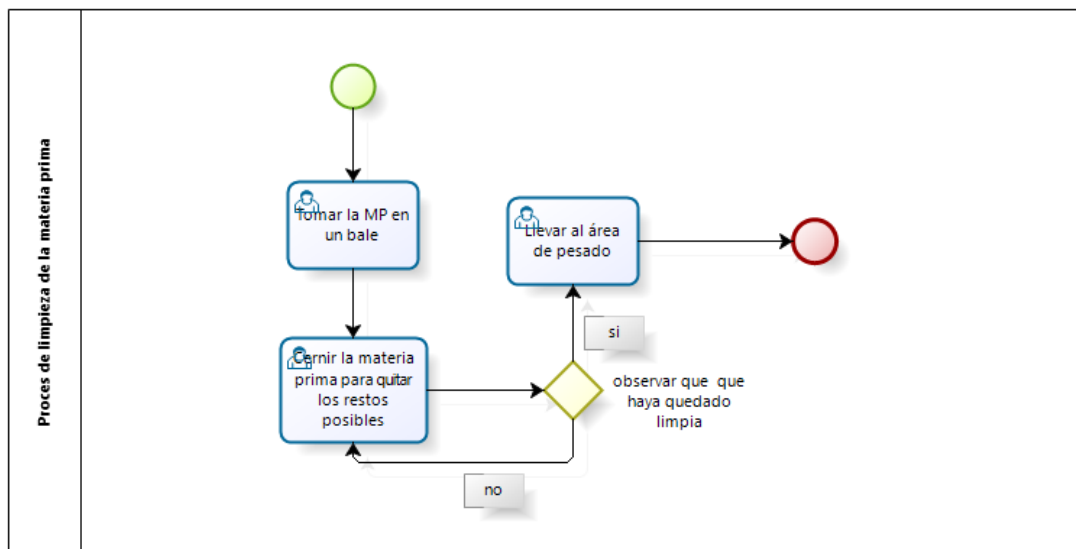 Proces de limpieza de la materia prima
Tomar la MP en
un bale
Cernir la materia
prima para quitar
los restos
posibles
Llevar al área
de pesado
si
observar que que
haya quedado
limpia
no